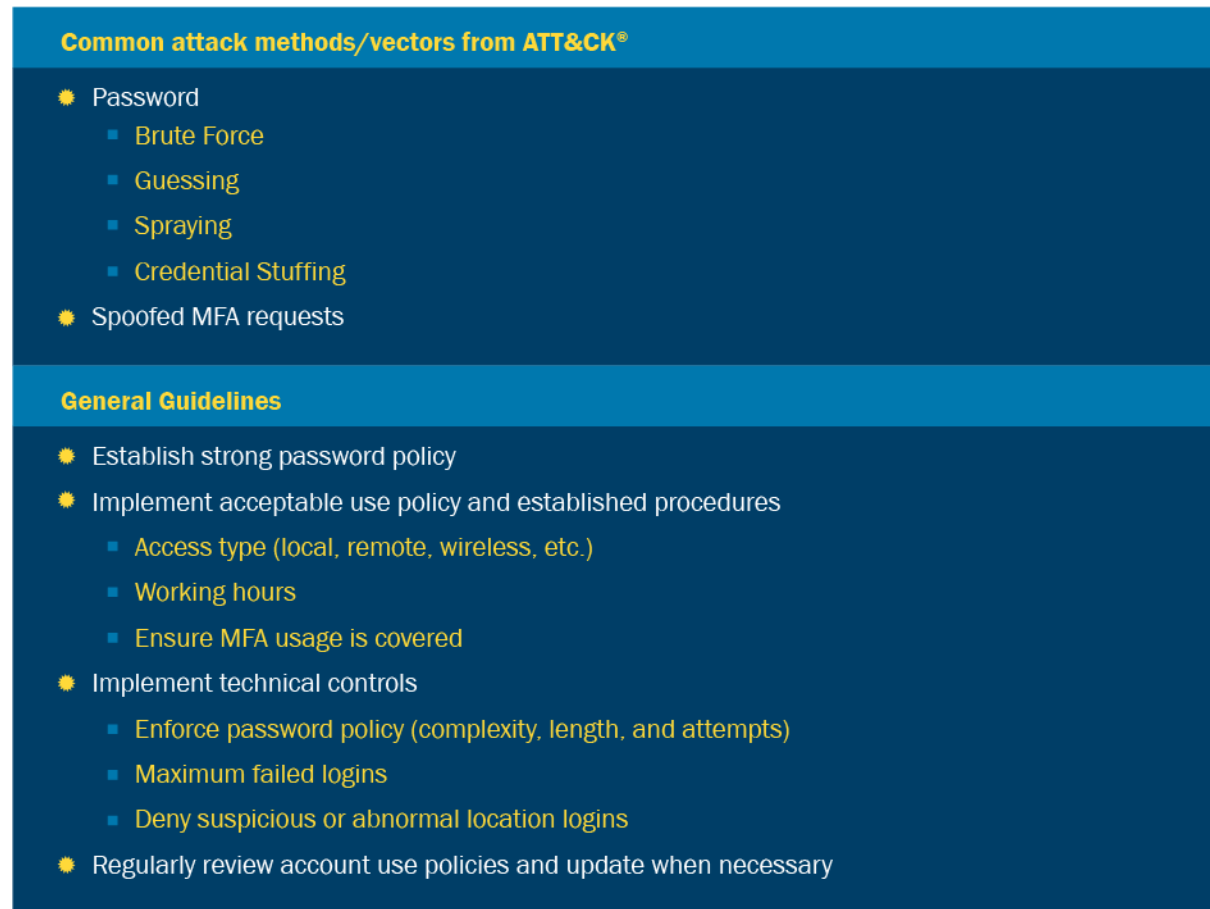 Common attack methods/vectors from ATT&CK®
Password
Brute Force
Guessing
Spraying
Credential Stuffing
Spoofed MFA requests
General Guidelines
Establish strong password policy
Implement acceptable use policy and established procedures
Access type (local, remote, wireless, etc.)
Working hours
Ensure MFA usage is covered
Implement technical controls
Enforce password policy (complexity, length, and attempts)
Maximum failed logins
Deny suspicious or abnormal location logins
Regularly review account use policies and update when necessary